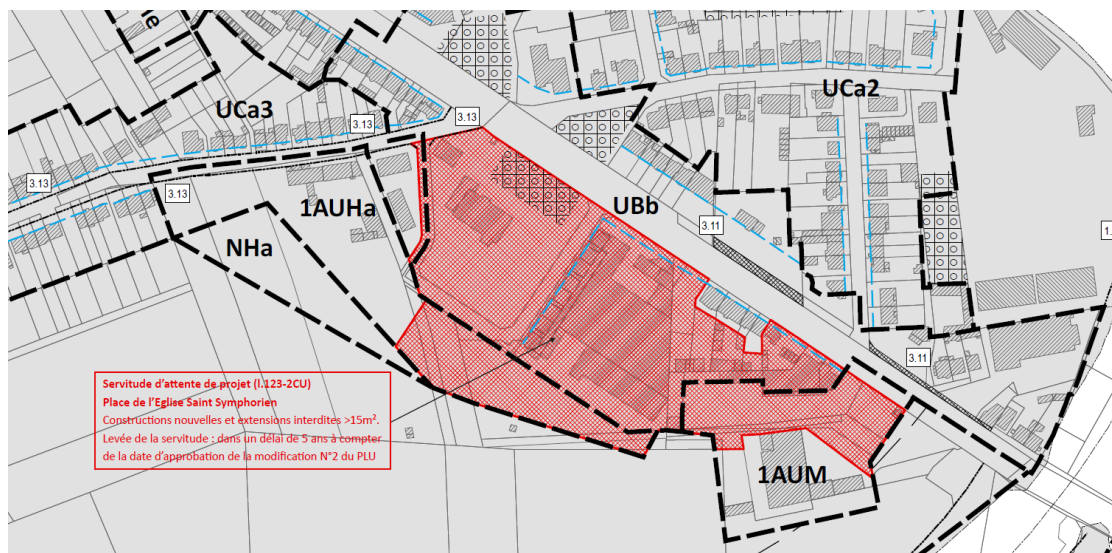 UCa3
3.13
3.13
UCa2
3.13
3.13
1AUHa
UBb
3.11
NHa
1.
3.11
Servitude d'attente de projet (l.123-2CU)
Place de l'Eglise Saint Symphorien
Constructions nouvelles et extensions interdites >15m².
Levée de la servitude : dans un délai de 5 ans à compter
de la date d'approbation de la modification N°2 du PLU
1AUM